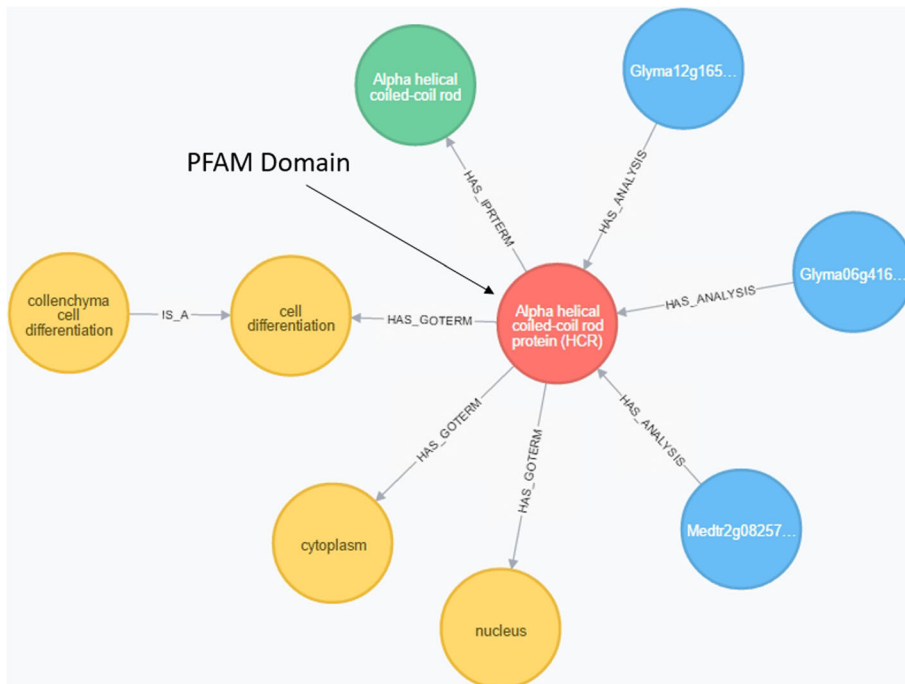 Alpha helical
coiled-coil rod
Glyma12g165...
PFAM Domain
HAS_IPRTERM
HAS_ANALYSIS
Glyma06g416...
HAS_ANALYSIS
collenchyma
cell
differentiation
IS_A
cell
differentiation
HAS_GOTERM
Alpha helical
coiled-coil rod
protein (HCR)
HAS_GOTERM
HAS_GOTERM
HAS_ANALYSIS
Medtr2g08257...
cytoplasm
nucleus